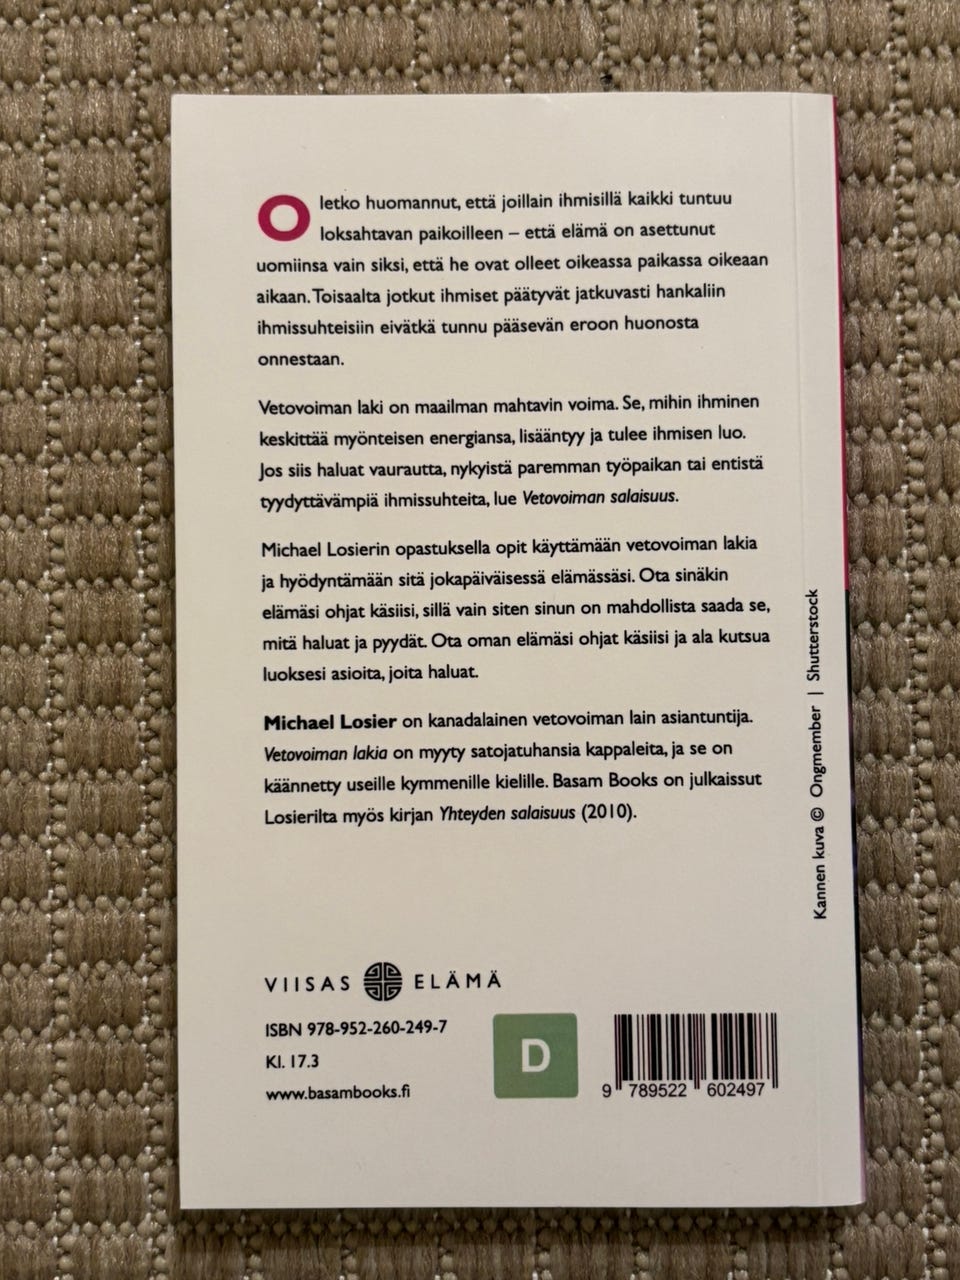 Oletko huomannut, että joillain ihmisillä kaikki tuntuu
loksahtavan paikoilleen – että elämä on asettunut
uomiinsa vain siksi, että he ovat olleet oikeassa paikassa oikeaan
aikaan. Toisaalta jotkut ihmiset päätyvät jatkuvasti hankaliin
ihmissuhteisiin eivätkä tunnu pääsevän eroon huonosta
onnestaan.
Vetovoiman laki on maailman mahtavin voima. Se, mihin ihminen
keskittää myönteisen energiansa, lisääntyy ja tulee ihmisen luo.
Jos siis haluat vaurautta, nykyistä paremman työpaikan tai entistä
tyydyttävämpiä ihmissuhteita, lue Vetovoiman salaisuus.
Michael Losierin opastuksella opit käyttämään vetovoiman lakia
ja hyödyntämään sitä jokapäiväisessä elämässäsi. Ota sinäkin
elämäsi ohjat käsiisi, sillä vain siten sinun on mahdollista saada se,
mitä haluat ja pyydät. Ota oman elämäsi ohjat käsiisi ja ala kutsua
luoksesi asioita, joita haluat.
Michael Losier on kanadalainen vetovoiman lain asiantuntija.
Vetovoiman lakia on myyty satojatuhansia kappaleita, ja se on
käännetty useille kymmenille kielille. Basam Books on julkaissut
Losierilta myös kirjan Yhteyden salaisuus (2010).
Kannen kuva © Ongmember | Shutterstock
VIISAS ELÄMÄ
ISBN 978-952-260-249-7
Kl. 17.3
www.basambooks.fi
D
9 789522 602497